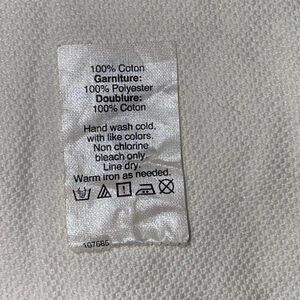 100% Coton
Garniture:
100% Polyester
Doublure:
100% Coton
Hand wash cold,
with like colors.
Non chlorine
bleach only.
Line dry.
Warm iron as needed.
107685